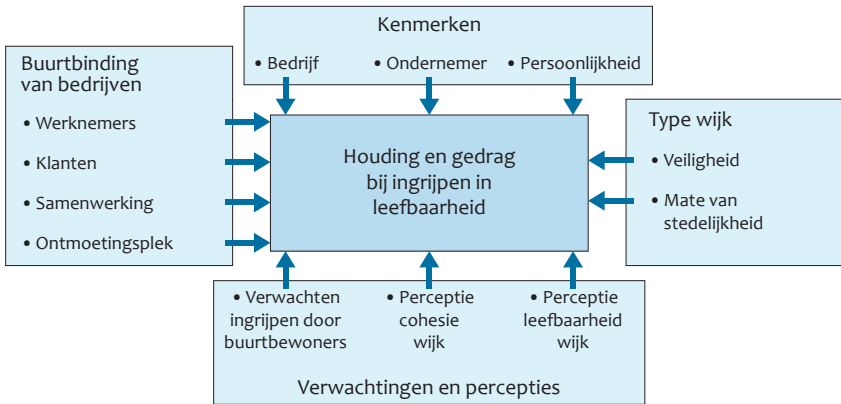 Kenmerken
• Bedrijf
• Ondernemer
• Persoonlijkheid
Buurtbinding
van bedrijven
• Werknemers
• Klanten
• Samenwerking
• Ontmoetingsplek
Houding en gedrag
bij ingrijpen in
leefbaarheid
Type wijk
• Veiligheid
• Mate van
stedelijkheid
• Verwachten
ingrijpen door
buurtbewoners
• Perceptie
cohesie
wijk
• Perceptie
leefbaarheid
wijk
Verwachtingen en percepties